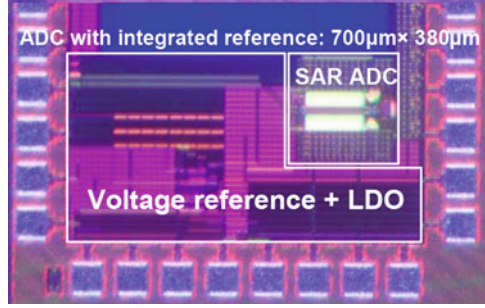 ADC with integrated reference: 700μm× 380μm
SAR ADC
Voltage reference + LDO